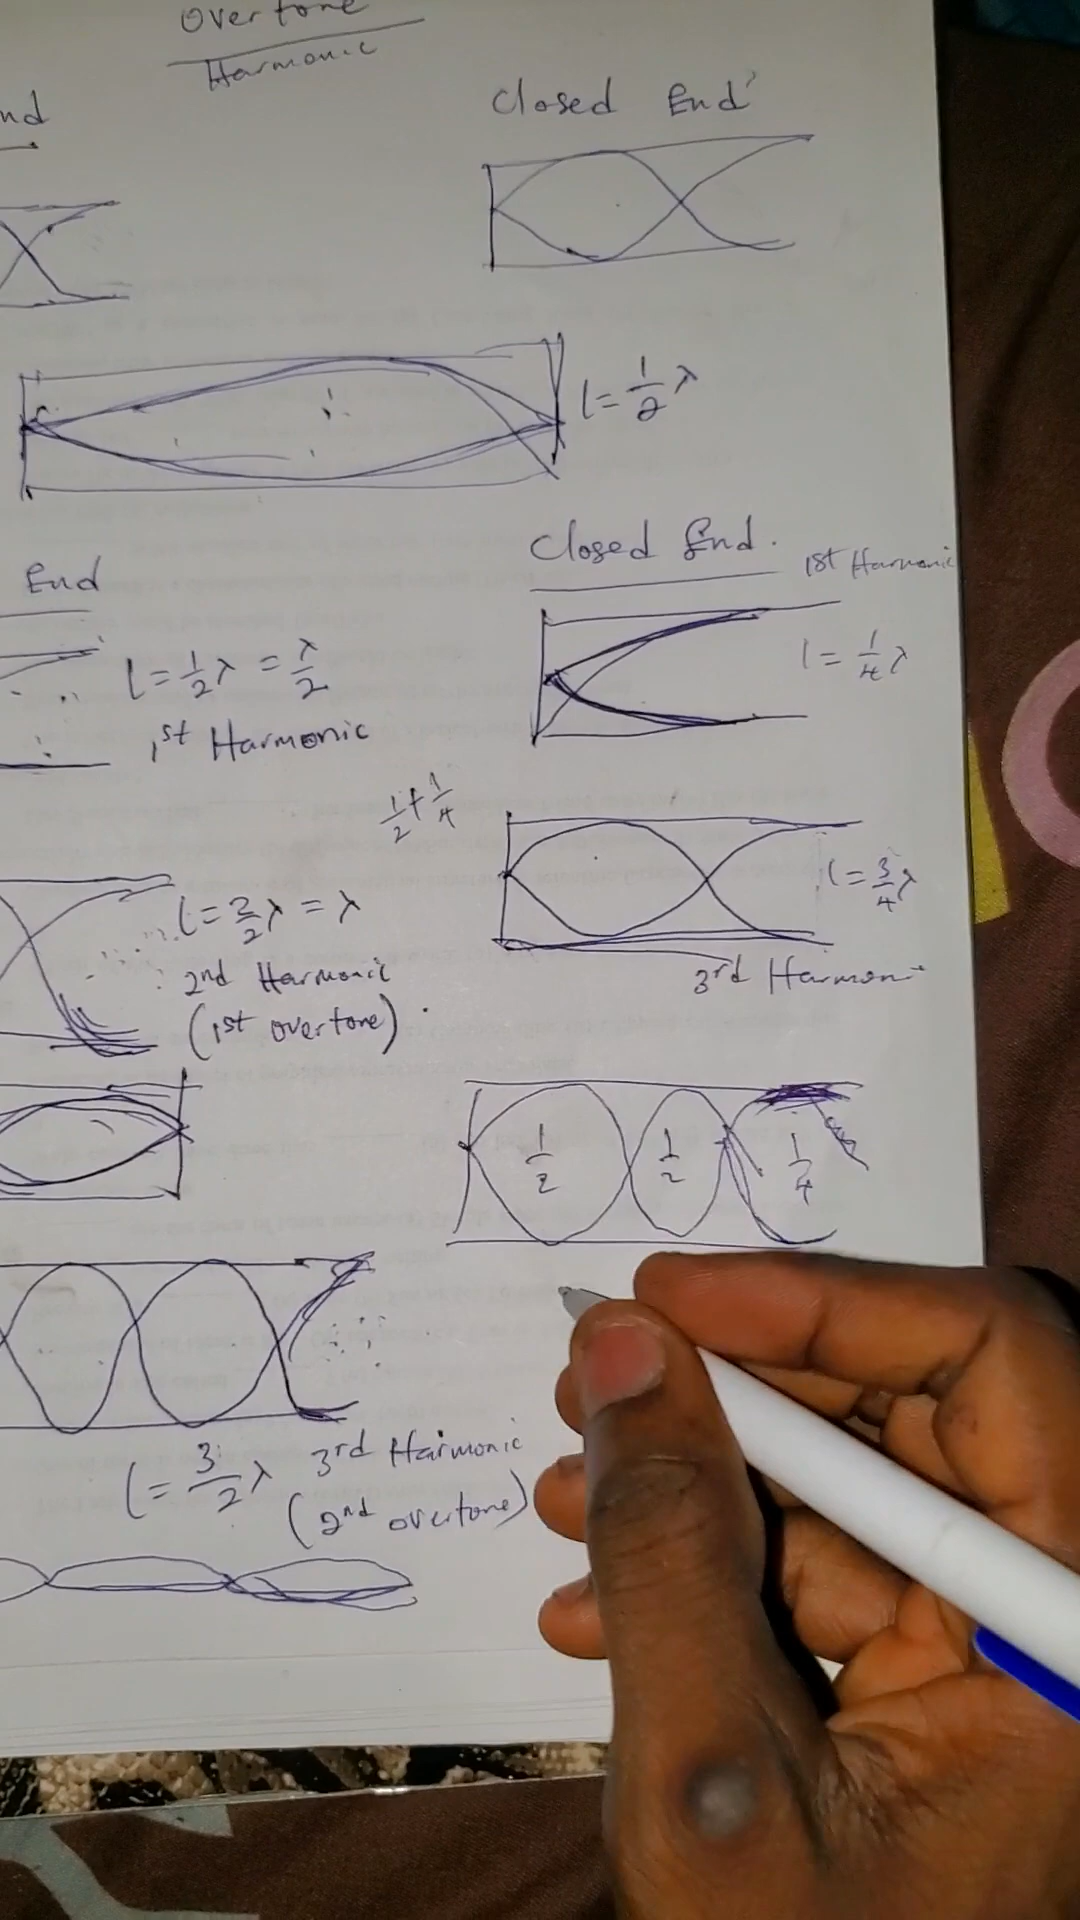 Overtone
Harmonic
nd
Closed End
l = 1/2 λ
End
Closed End.
1st Harmonic
l = 1/2 λ = λ/2
1st Harmonic
l = 1/4 λ
1/2 + 1/4
l = 3/4 λ
l = 2/2 λ = λ
2nd Harmonic
(1st overtone).
3rd Harmoni
1/2 1/2 1/4
l = 3/2 λ 3rd Harmonic
(2nd overtone)